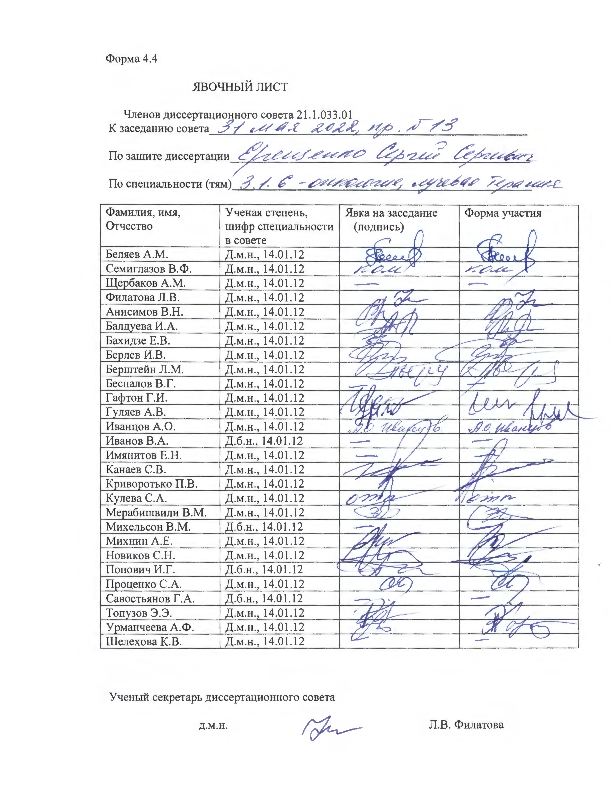 Форма 4.4
ЯВОЧНЫЙ ЛИСТ
Членов диссертационного совета 21.1.033.01
К заседанию совета 31 мая 2022, пр. № 13
По защите диссертации Сергій Сергеевич
По специальности (тям) 3.1.6 - онкология, лучевая терапия
Фамилия, имя, Отчество Ученая степень, шифр специальности в совете Явка на заседание (подпись) Форма участия
Беляев А.М. Д.м.н., 14.01.12
Семиглазов В.Ф. Д.м.н., 14.01.12
Щербаков А.М. Д.м.н., 14.01.12 — —
Филатова Л.В. Д.м.н., 14.01.12
Анисимов В.Н. Д.м.н., 14.01.12
Балдуева И.А. Д.м.н., 14.01.12
Бахидзе Е.В. Д.м.н., 14.01.12
Берлев И.В. Д.м.н., 14.01.12
Берштейн Л.М. Д.м.н., 14.01.12
Беспалов В.Г. Д.м.н., 14.01.12
Гафтон Г.И. Д.м.н., 14.01.12
Гуляев А.В. Д.м.н., 14.01.12
Иванцов А.О. Д.м.н., 14.01.12 АО Иванцов АО Иванцов
Иванов В.А. Д.б.н., 14.01.12 — —
Имянитов Е.Н. Д.м.н., 14.01.12 — —
Канаев С.В. Д.м.н., 14.01.12
Криворотько П.В. Д.м.н., 14.01.12
Кулева С.А. Д.м.н., 14.01.12
Мерабишвили В.М. Д.м.н., 14.01.12
Михельсон В.М. Д.б.н., 14.01.12 — —
Михнин А.Е. Д.м.н., 14.01.12
Новиков С.Н. Д.м.н., 14.01.12
Попович И.Г. Д.б.н., 14.01.12
Проценко С.А. Д.м.н., 14.01.12
Савостьянов Г.А. Д.б.н., 14.01.12 — —
Топузов Э.Э. Д.м.н., 14.01.12
Урманчеева А.Ф. Д.м.н., 14.01.12
Шелехова К.В. Д.м.н., 14.01.12
Ученый секретарь диссертационного совета
д.м.н. Л.В. Филатова